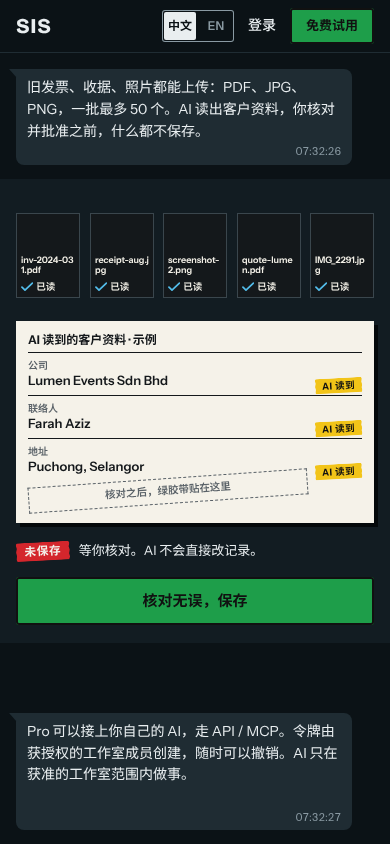 SIS
中文
EN
登录
免费试用
旧发票、收据、照片都能上传：PDF、JPG、
PNG，一批最多 50 个。AI 读出客户资料，你核对
并批准之前，什么都不保存。
07:32:26
inv-2024-03
1.pdf
已读
receipt-aug.j
pg
已读
screenshot-
2.png
已读
quote-lume
n.pdf
已读
IMG_2291.jp
g
已读
AI 读到的客户资料·示例
公司
Lumen Events Sdn Bhd
AI 读到
联络人
Farah Aziz
AI 读到
地址
Puchong, Selangor
AI 读到
核对之后，绿胶带贴在这里
未保存
等你核对。AI 不会直接改记录。
核对无误，保存
Pro 可以接上你自己的 AI，走 API / MCP。令牌由
获授权的工作室成员创建，随时可以撤销。AI 只在
获准的工作室范围内做事。
07:32:27